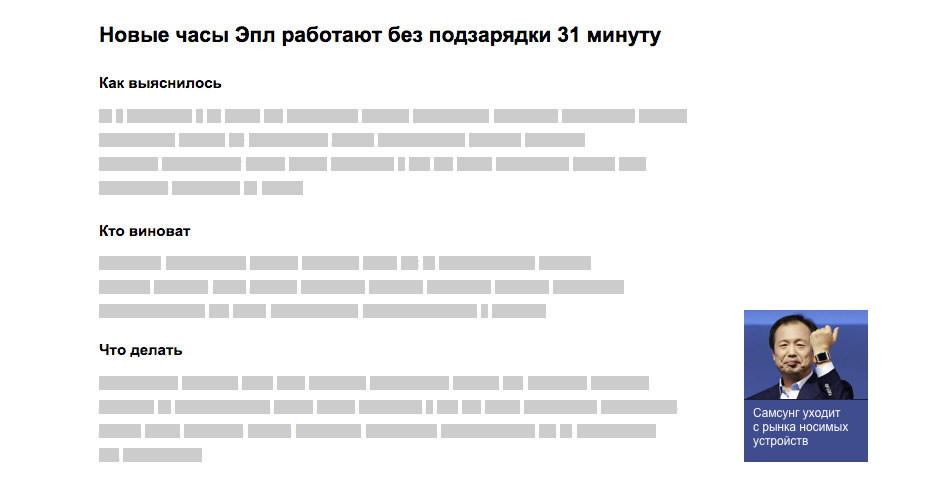 Новые часы Эпл работают без подзарядки 31 минуту
Как выяснилось
Кто виноват
Что делать
Самсунг уходит
с рынка носимых
устройств